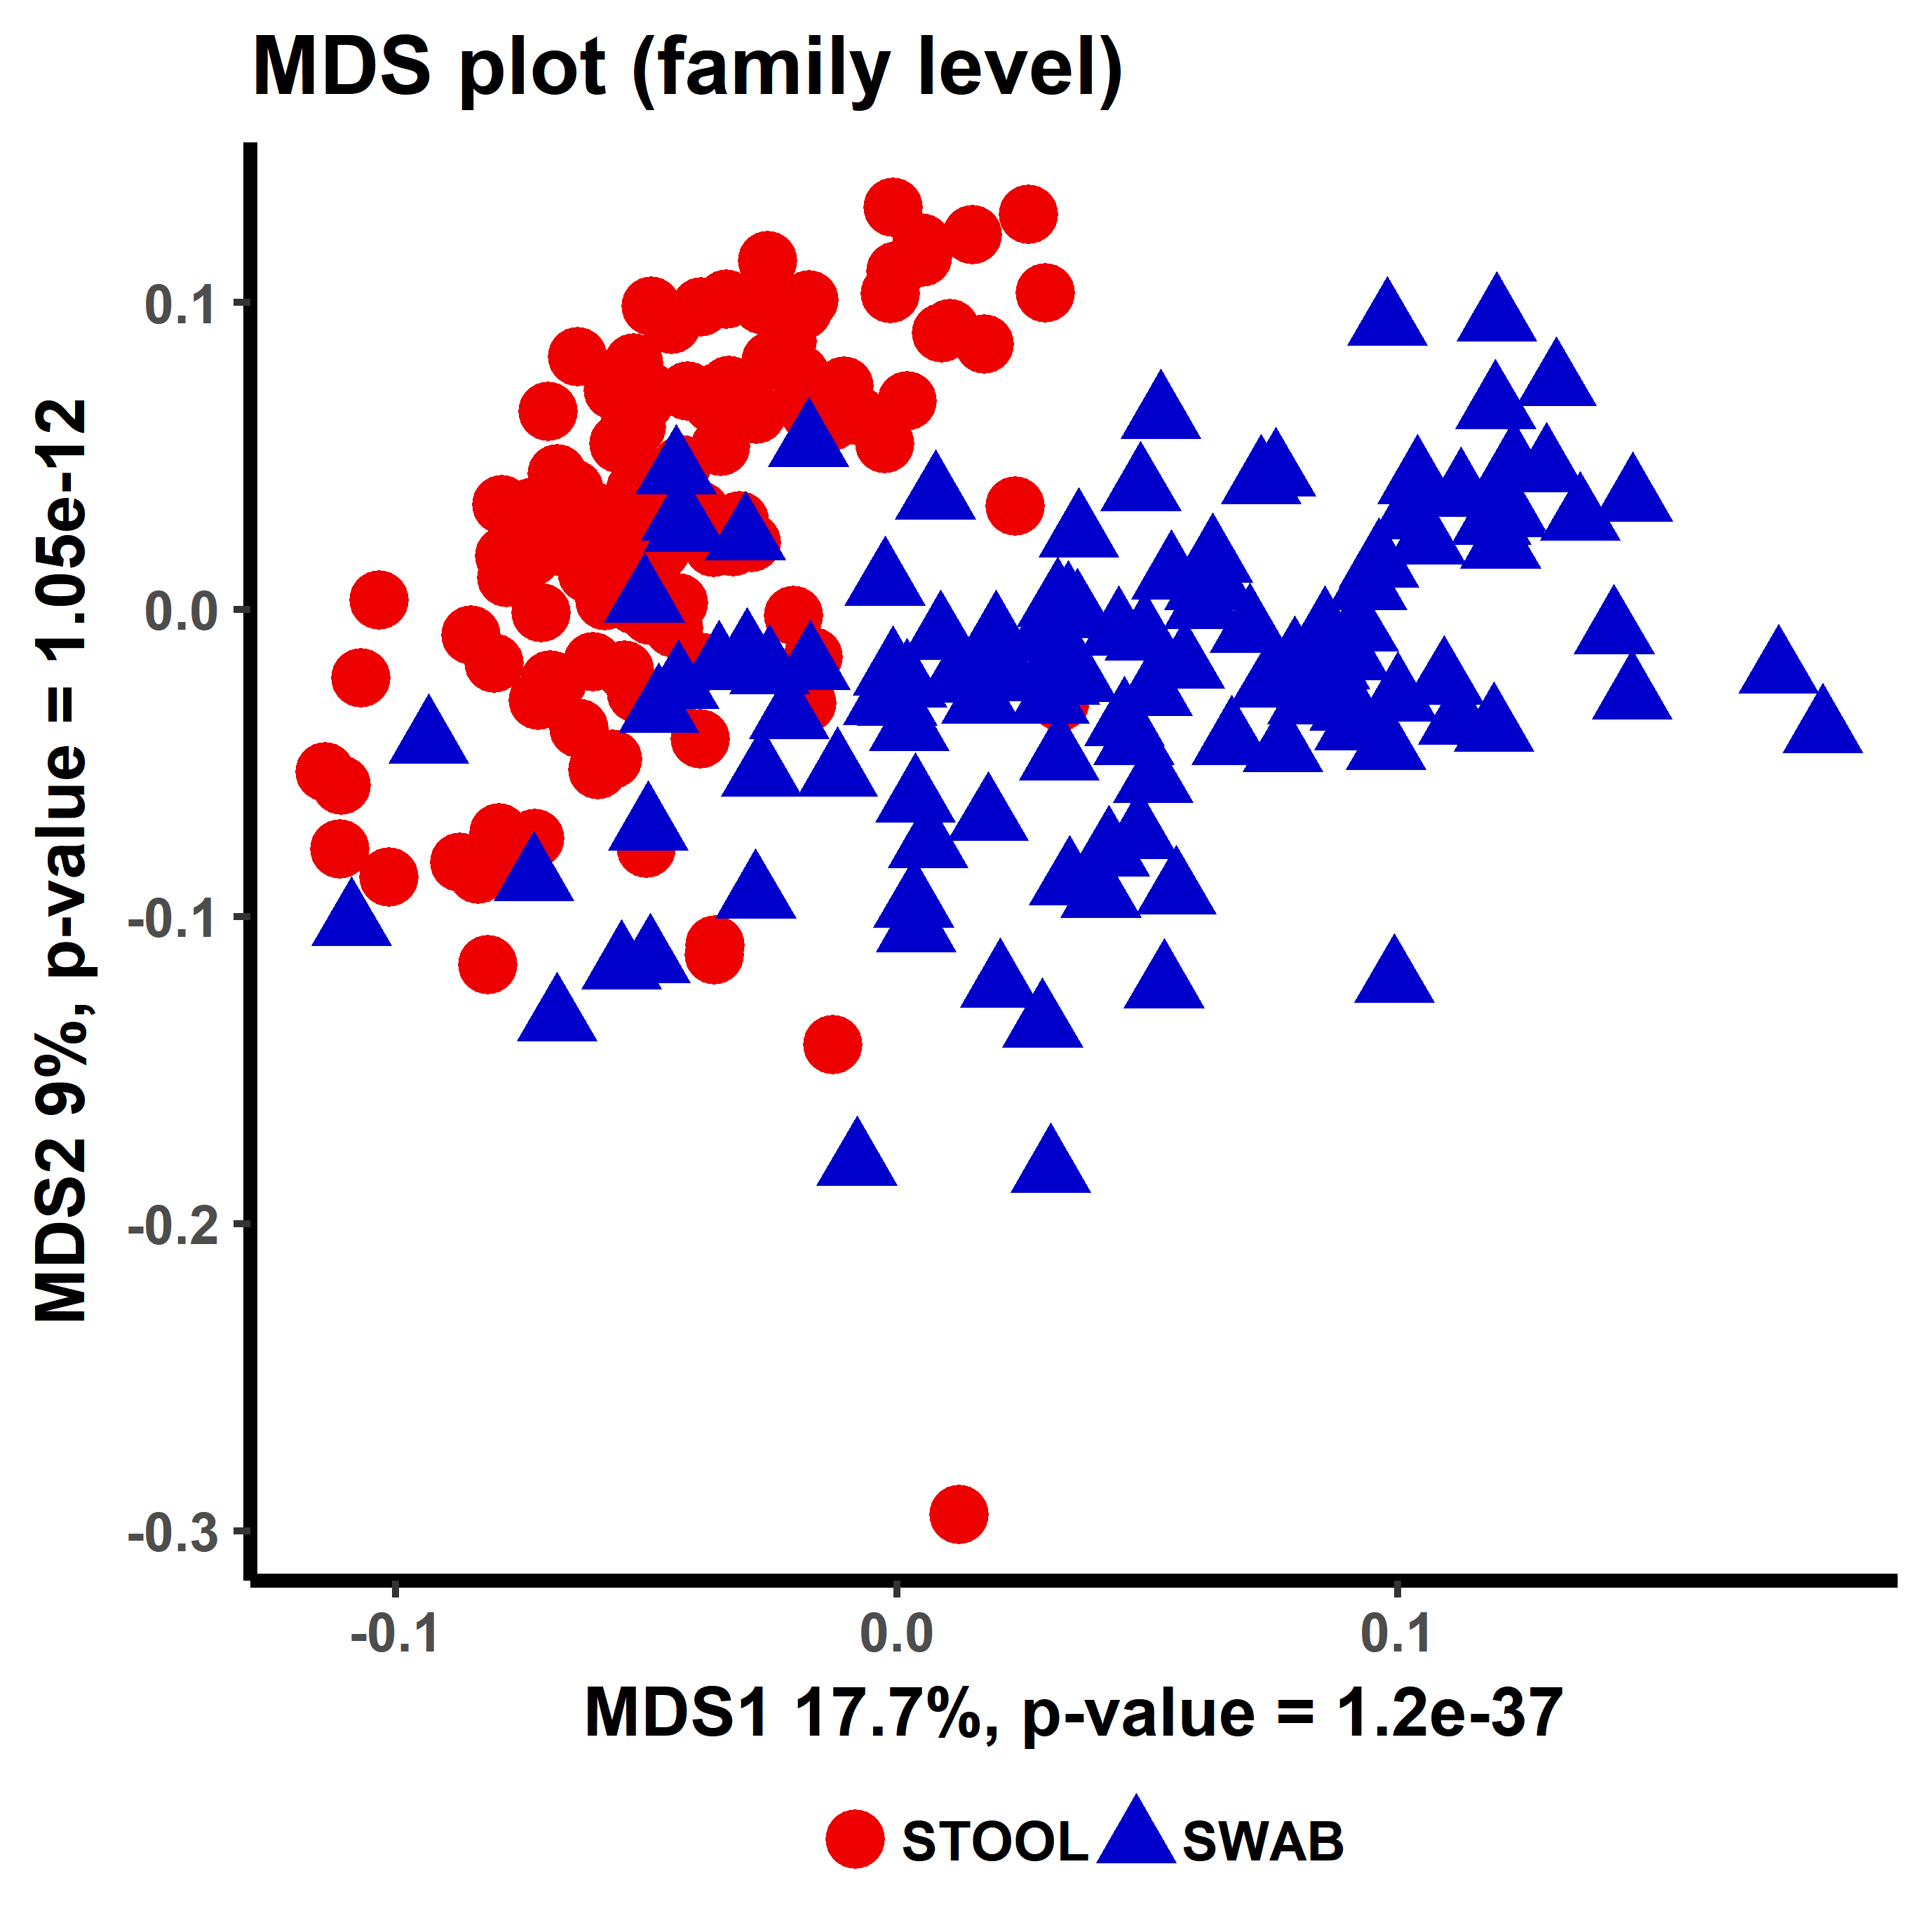 MDS plot (family level)
MDS2 9%, p-value = 1.05e-12
0.1
0.0
-0.1
-0.2
-0.3
-0.1 0.0 0.1
MDS1 17.7%, p-value = 1.2e-37
STOOL SWAB